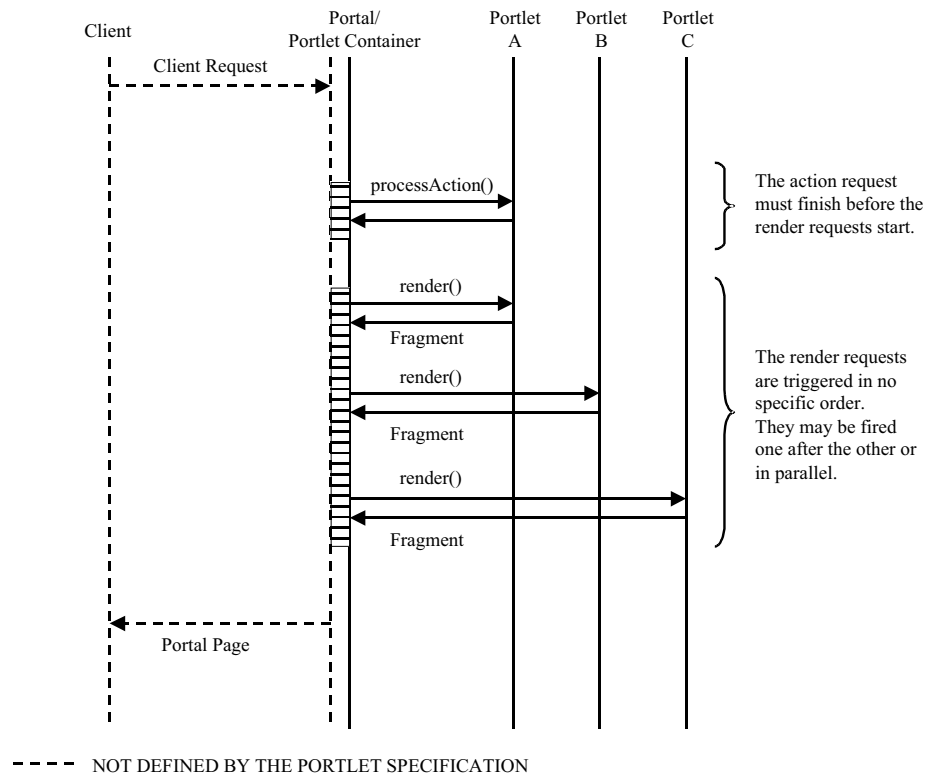 Client
Portal/
Portlet Container
Portlet
A
Portlet
B
Portlet
C
Client Request
processAction()
The action request
must finish before the
render requests start.
render()
Fragment
render()
Fragment
render()
Fragment
The render requests
are triggered in no
specific order.
They may be fired
one after the other or
in parallel.
Portal Page
NOT DEFINED BY THE PORTLET SPECIFICATION